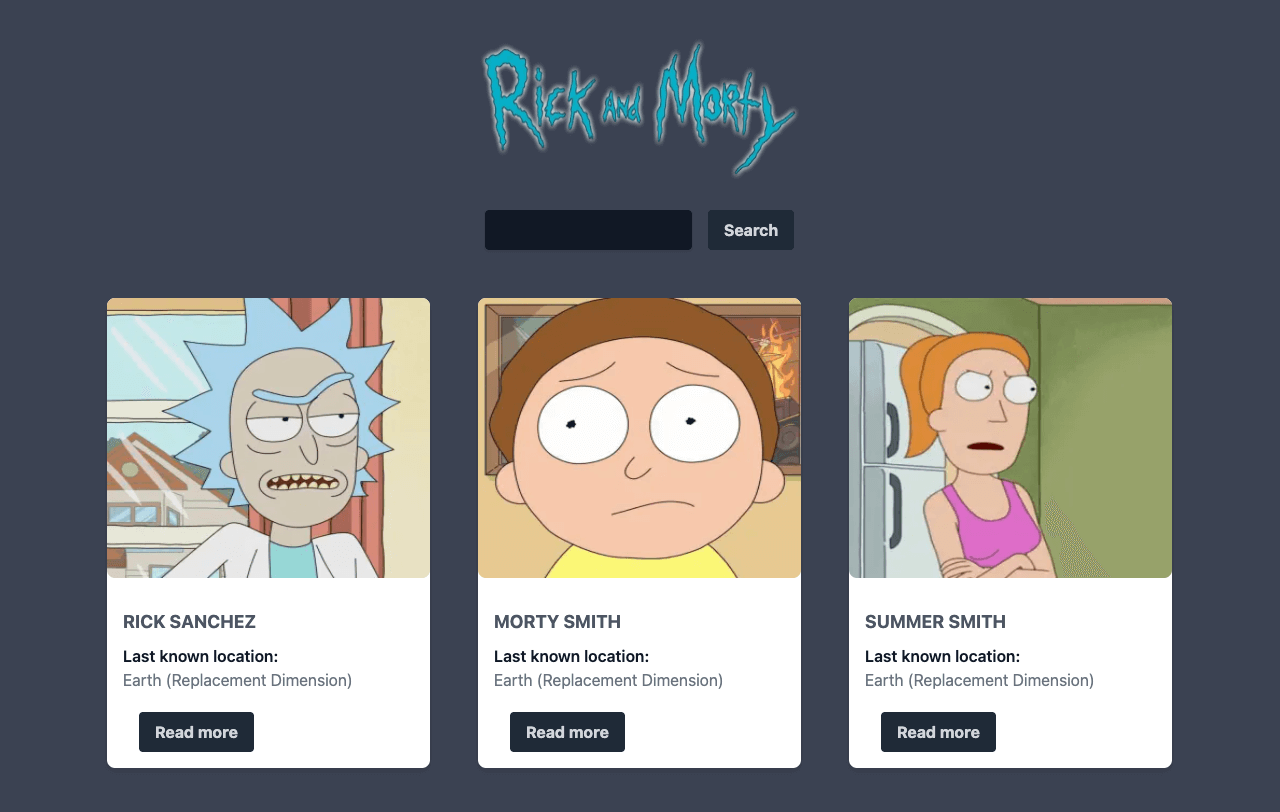 Rick and Morty
Search
RICK SANCHEZ
Last known location:
Earth (Replacement Dimension)
Read more
MORTY SMITH
Last known location:
Earth (Replacement Dimension)
Read more
SUMMER SMITH
Last known location:
Earth (Replacement Dimension)
Read more